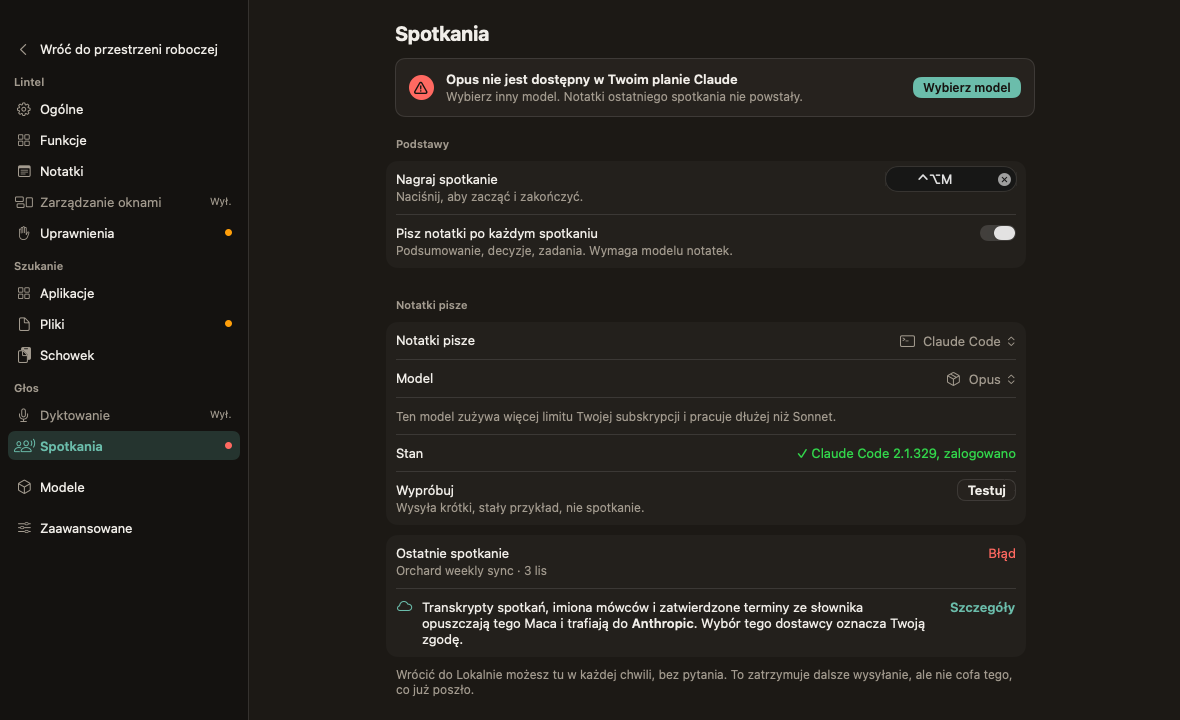 Wróć do przestrzeni roboczej
Lintel
Ogólne
Funkcje
Notatki
Zarządzanie oknami Wył.
Uprawnienia
Szukanie
Aplikacje
Pliki
Schowek
Głos
Dyktowanie Wył.
Spotkania
Modele
Zaawansowane
Spotkania
Opus nie jest dostępny w Twoim planie Claude
Wybierz inny model. Notatki ostatniego spotkania nie powstały.
Wybierz model
Podstawy
Nagraj spotkanie
Naciśnij, aby zacząć i zakończyć.
⌃⌥M
Pisz notatki po każdym spotkaniu
Podsumowanie, decyzje, zadania. Wymaga modelu notatek.
Notatki pisze
Notatki pisze Claude Code
Model Opus
Ten model zużywa więcej limitu Twojej subskrypcji i pracuje dłużej niż Sonnet.
Stan ✓ Claude Code 2.1.329, zalogowano
Wypróbuj
Wysyła krótki, stały przykład, nie spotkanie.
Testuj
Ostatnie spotkanie Błąd
Orchard weekly sync · 3 lis
Transkrypty spotkań, imiona mówców i zatwierdzone terminy ze słownika
opuszczają tego Maca i trafiają do Anthropic. Wybór tego dostawcy oznacza Twoją
zgodę.
Szczegóły
Wrócić do Lokalnie możesz tu w każdej chwili, bez pytania. To zatrzymuje dalsze wysyłanie, ale nie cofa tego,
co już poszło.